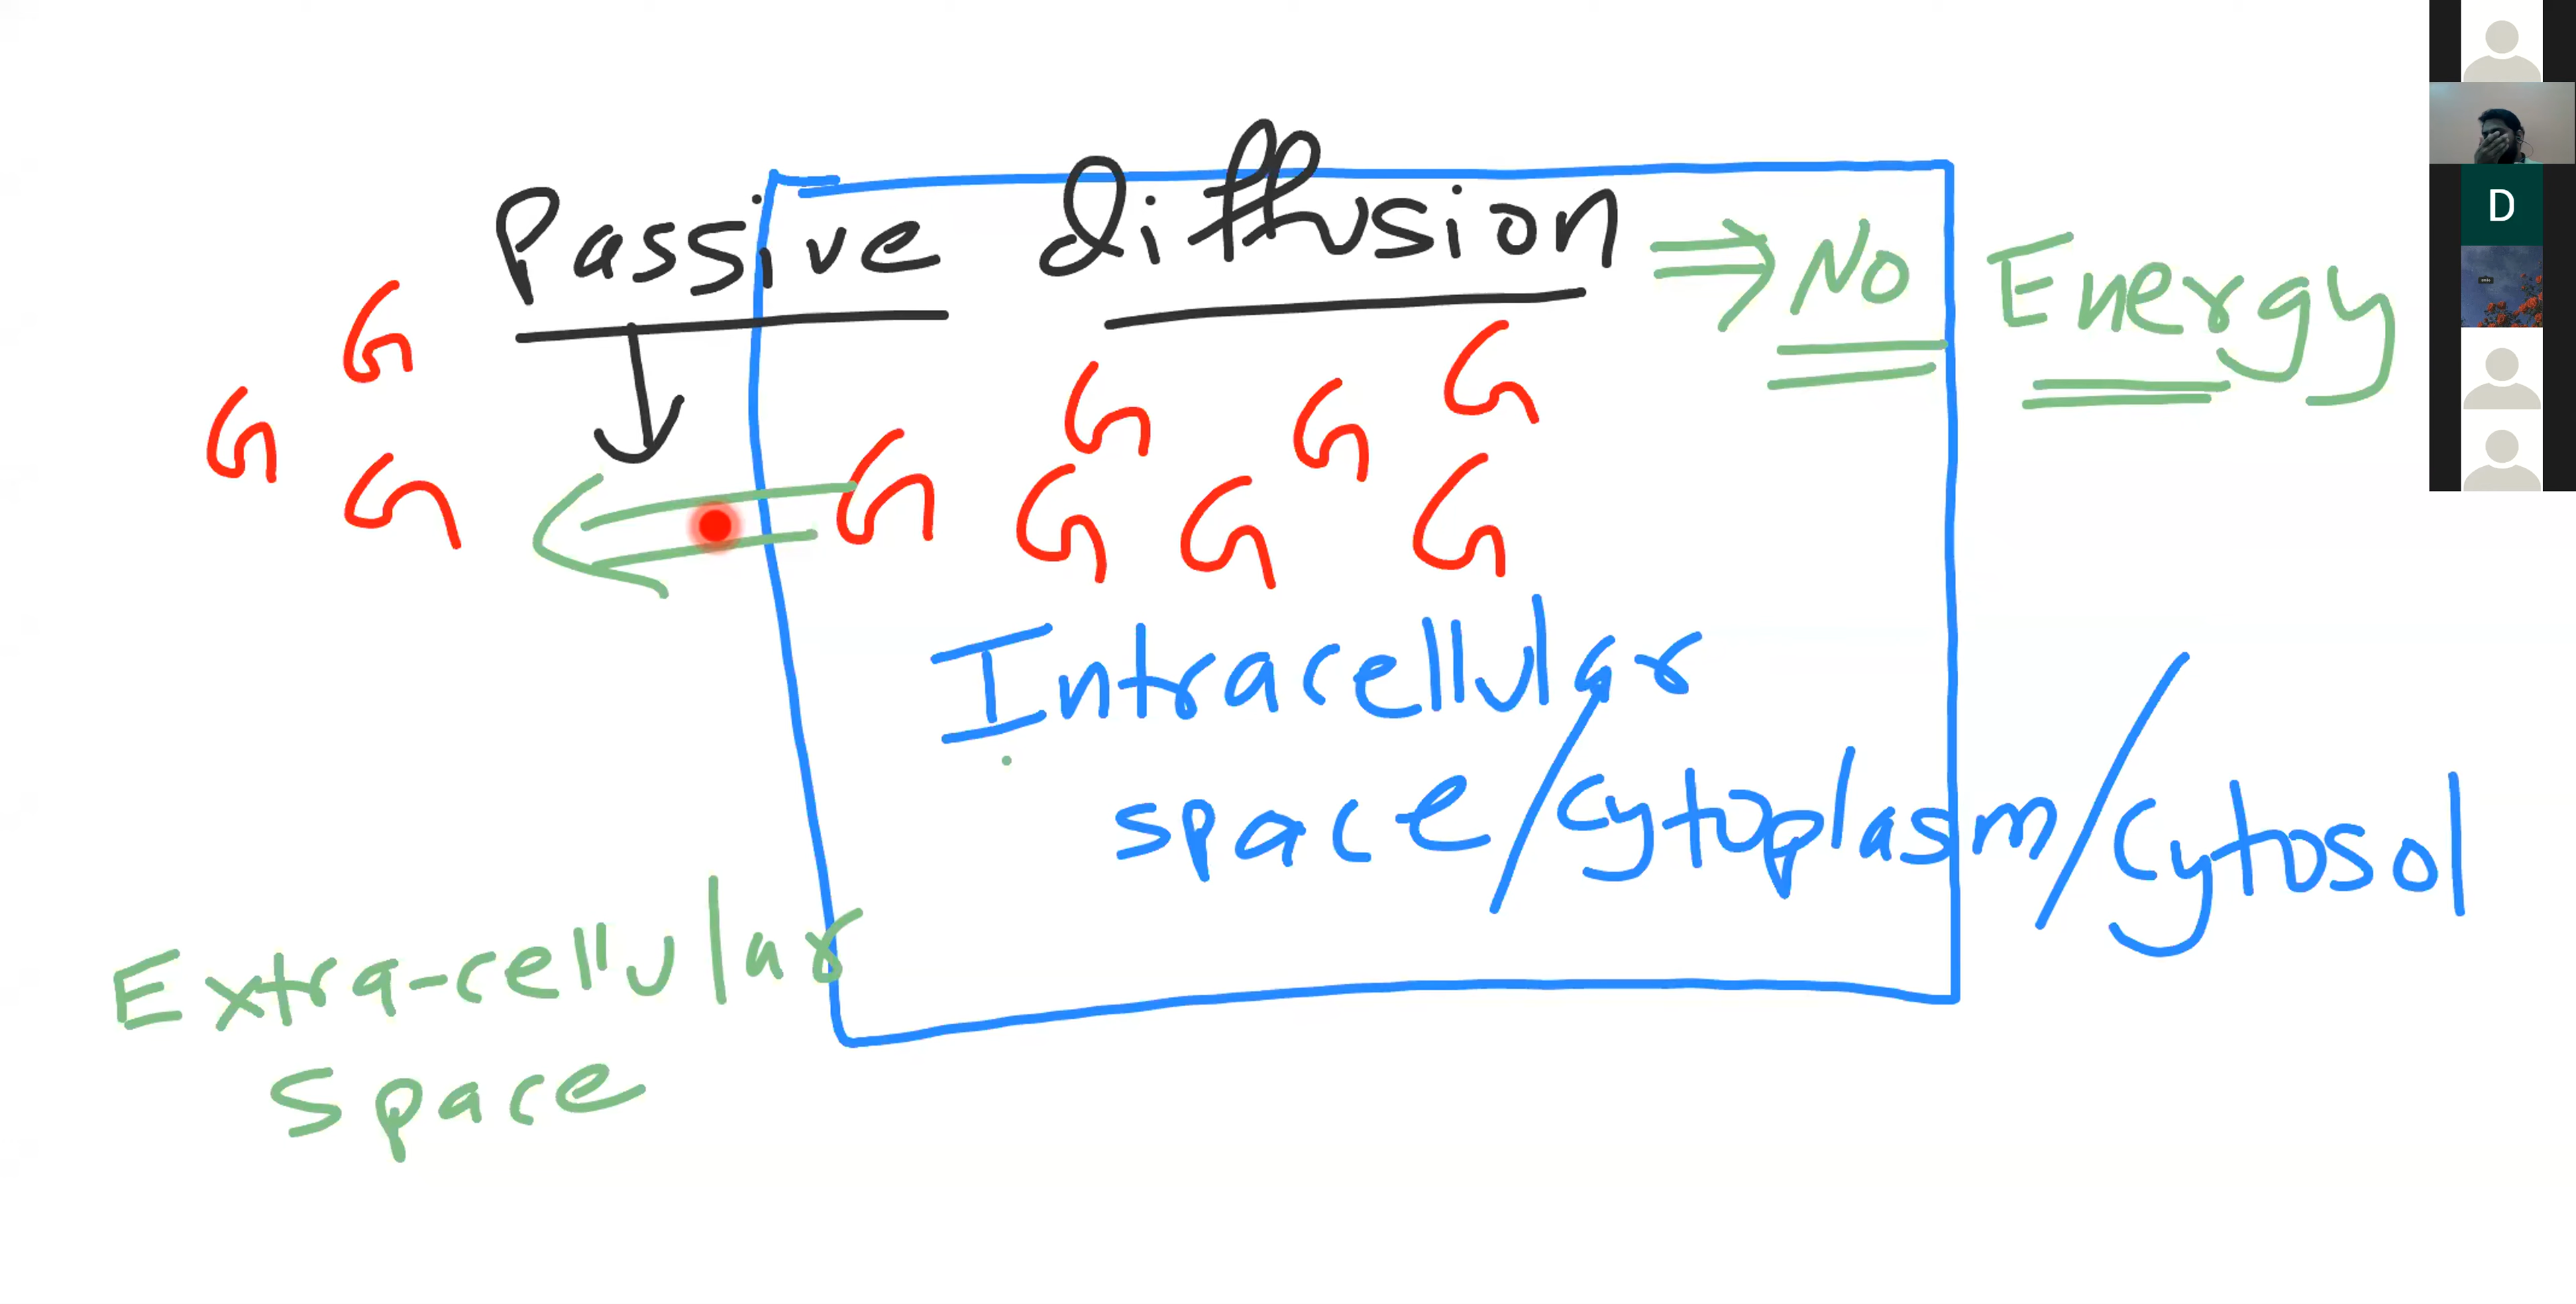 Passive diffusion ⇒ No Energy
G
G
G
G G G G
G G G G
Intracellular
space/cytoplasm/cytosol
Extra-cellular
space
D